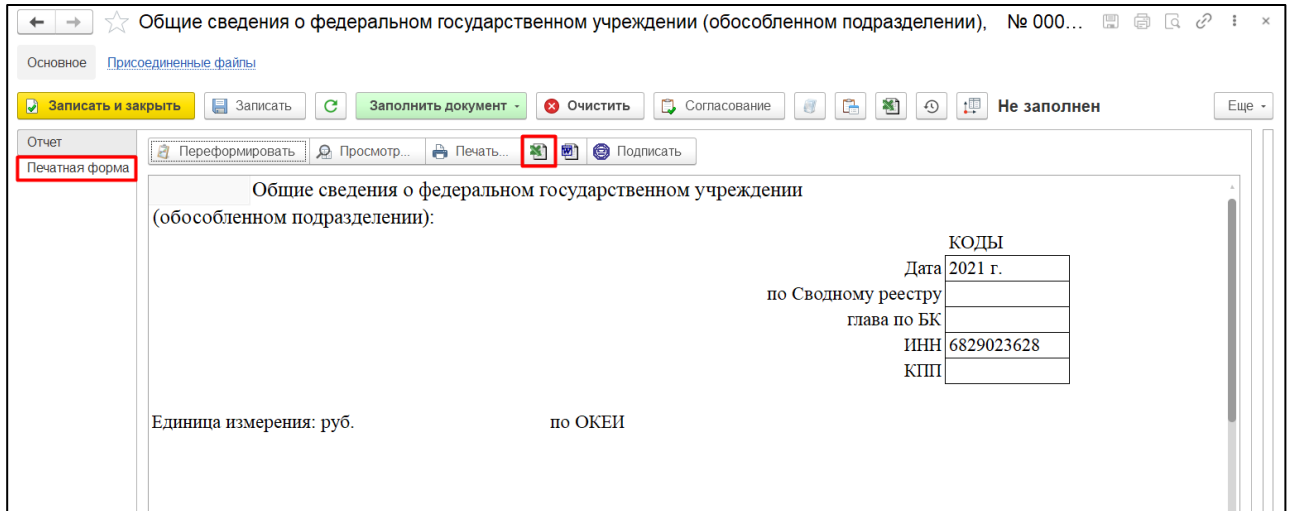 Общие сведения о федеральном государственном учреждении (обособленном подразделении), № 000...
Основное Присоединенные файлы
Записать и закрыть Записать Заполнить документ Очистить Согласование Не заполнен Еще
Отчет
Печатная форма
Переформировать Просмотр... Печать... Подписать
Общие сведения о федеральном государственном учреждении
(обособленном подразделении):
КОДЫ
Дата 2021 г.
по Сводному реестру
глава по БК
ИНН 6829023628
КПП
Единица измерения: руб. по ОКЕИ